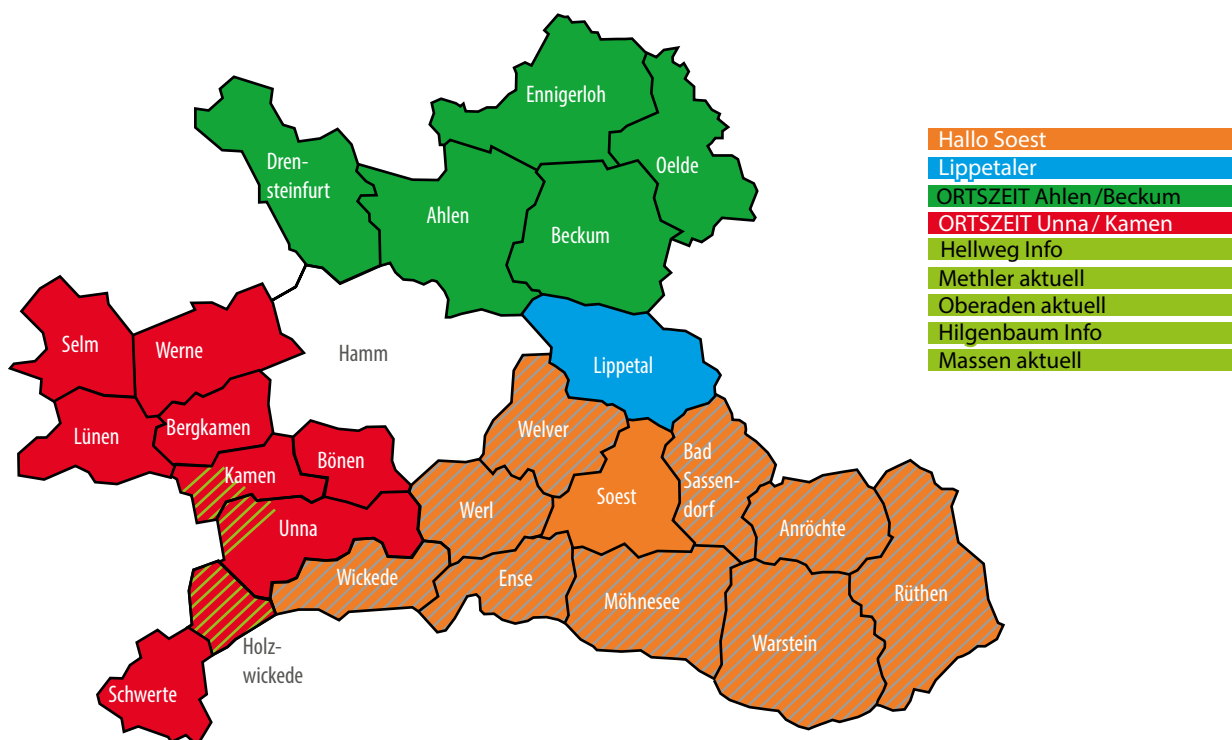 Ennigerloh
Dren-
steinfurt
Oelde
Ahlen
Beckum
Selm
Werne
Hamm
Lippetal
Lünen
Bergkamen
Welver
Kamen
Bönen
Bad
Sassen-
dorf
Soest
Werl
Unna
Anröchte
Wickede
Ense
Möhnesee
Rüthen
Warstein
Holz-
wickede
Schwerte
Hallo Soest
Lippetaler
ORTSZEIT Ahlen/Beckum
ORTSZEIT Unna/ Kamen
Hellweg Info
Methler aktuell
Oberaden aktuell
Hilgenbaum Info
Massen aktuell